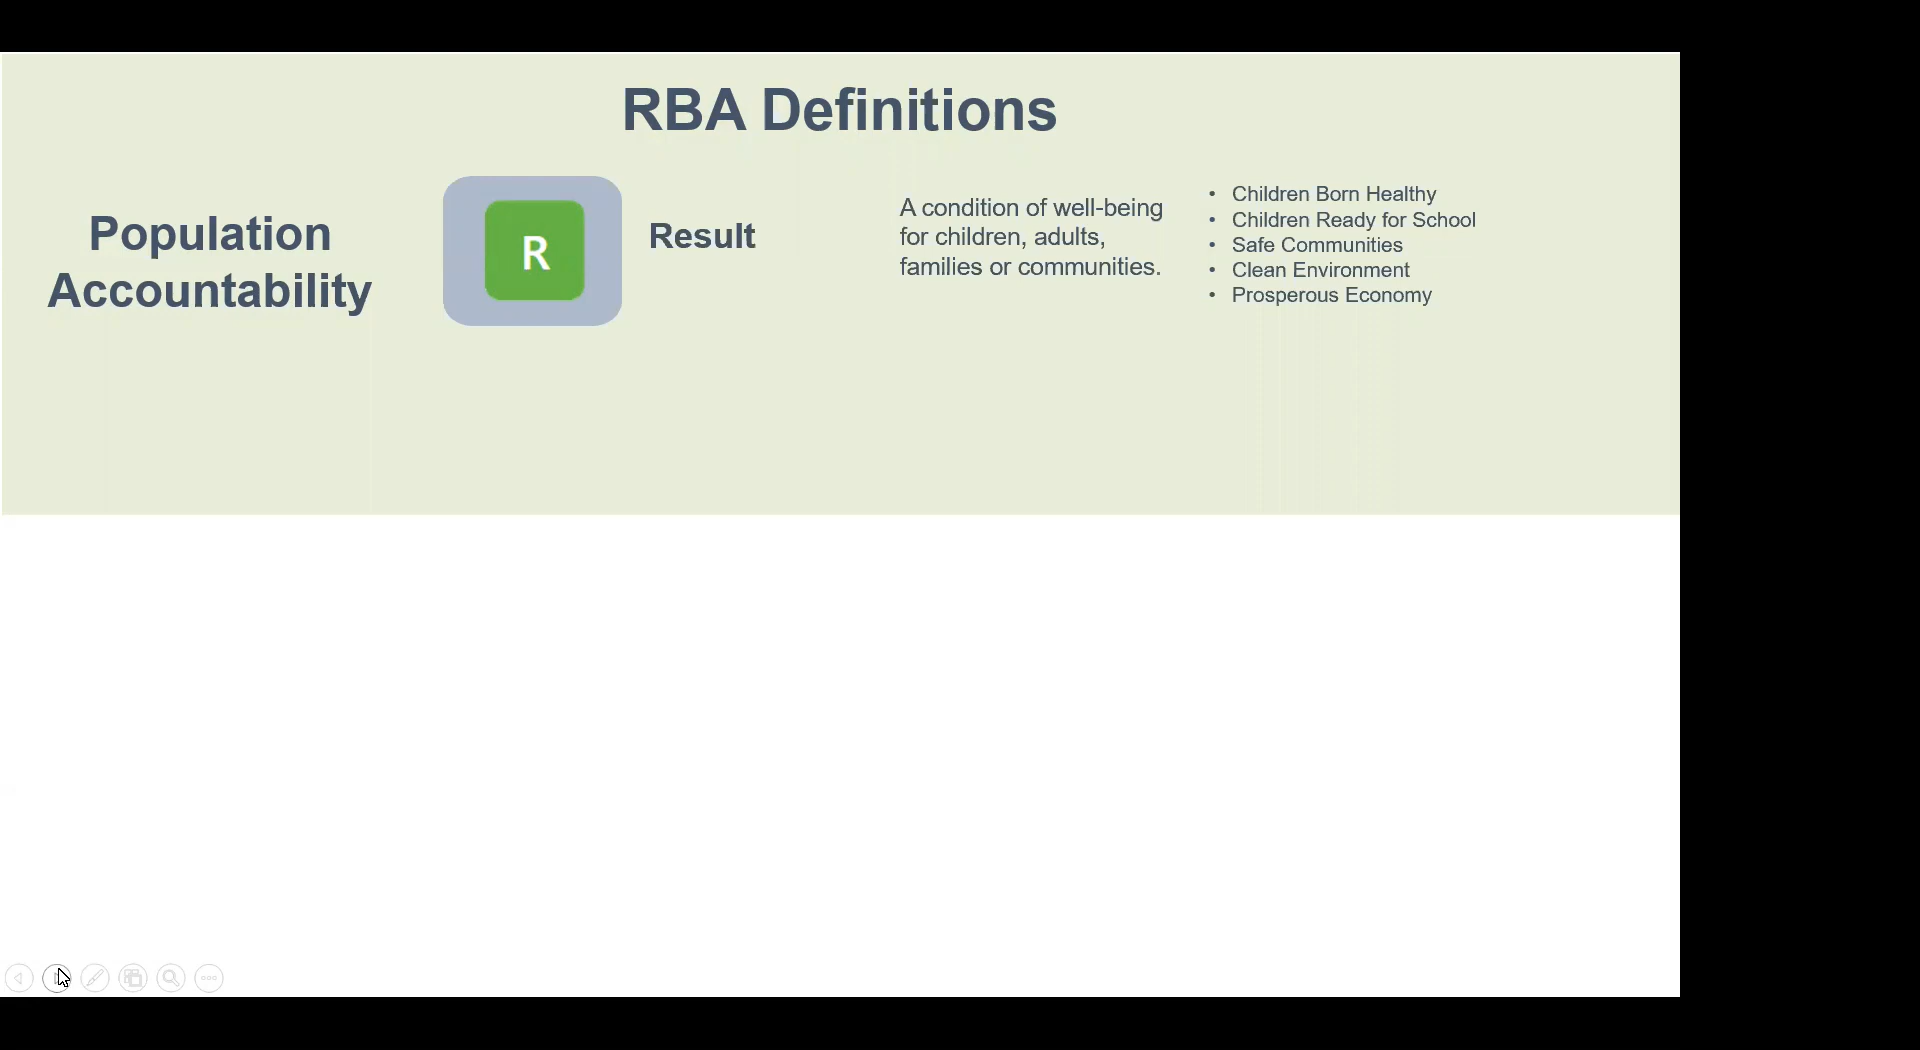 RBA Definitions
Population
Accountability
R
Result
A condition of well-being
for children, adults,
families or communities.
• Children Born Healthy
• Children Ready for School
• Safe Communities
• Clean Environment
• Prosperous Economy